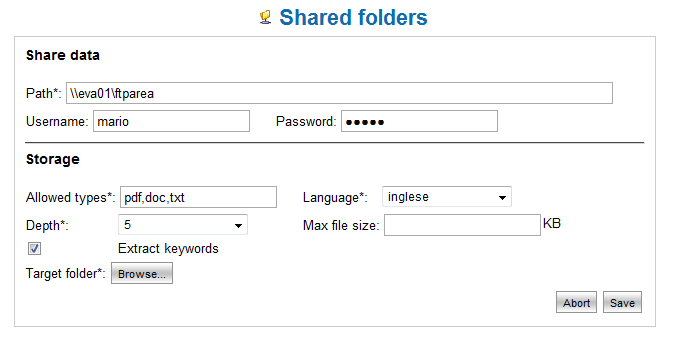 Shared folders
Share data
Path*: \\eva01\ftparea
Username: mario Password: •••••
Storage
Allowed types*: pdf,doc,txt Language*: inglese
Depth*: 5 Max file size: KB
Extract keywords
Target folder*: Browse...
Abort Save